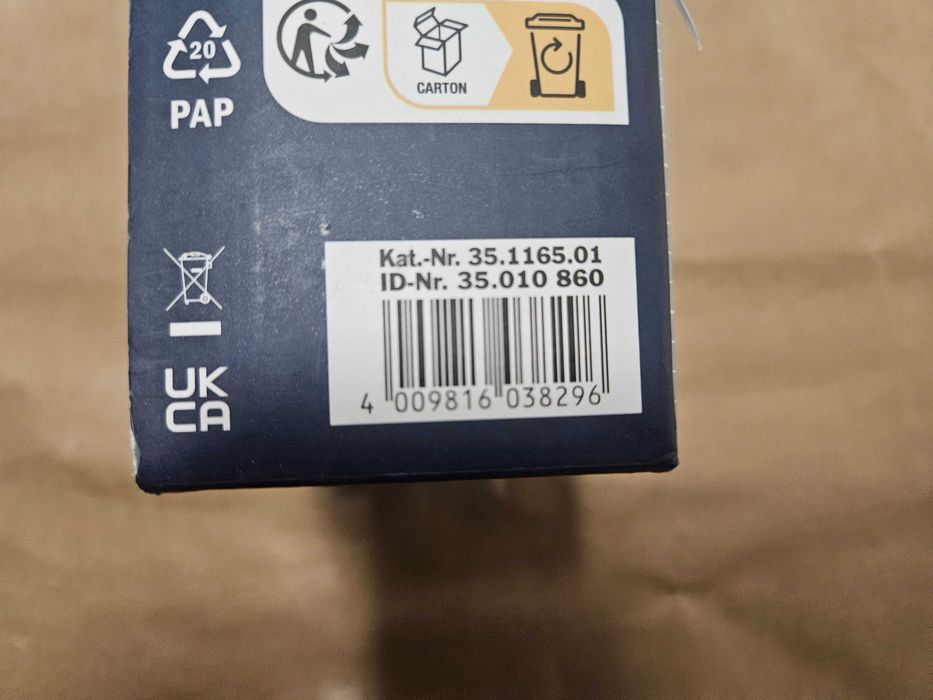 20
PAP
CARTON
Kat.-Nr. 35.1165.01
ID-Nr. 35.010 860
4 009816 038296
UK
CA